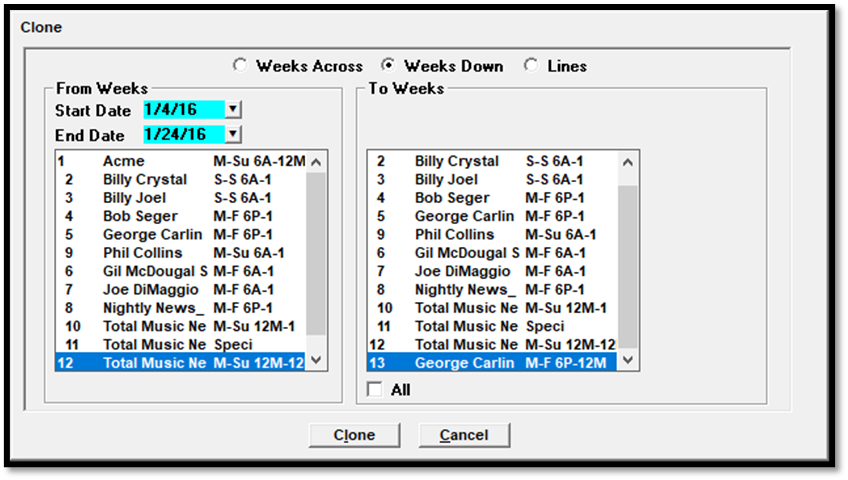 Clone
Weeks Across Weeks Down Lines
From Weeks
Start Date 1/4/16
End Date 1/24/16
1 Acme M-Su 6A-12M
2 Billy Crystal S-S 6A-1
3 Billy Joel S-S 6A-1
4 Bob Seger M-F 6P-1
5 George Carlin M-F 6P-1
9 Phil Collins M-Su 6A-1
6 Gil McDougal S M-F 6A-1
7 Joe DiMaggio M-F 6A-1
8 Nightly News_ M-F 6P-1
10 Total Music Ne M-Su 12M-1
11 Total Music Ne Speci
12 Total Music Ne M-Su 12M-12
To Weeks
2 Billy Crystal S-S 6A-1
3 Billy Joel S-S 6A-1
4 Bob Seger M-F 6P-1
5 George Carlin M-F 6P-1
9 Phil Collins M-Su 6A-1
6 Gil McDougal S M-F 6A-1
7 Joe DiMaggio M-F 6A-1
8 Nightly News_ M-F 6P-1
10 Total Music Ne M-Su 12M-1
11 Total Music Ne Speci
12 Total Music Ne M-Su 12M-12
13 George Carlin M-F 6P-12M
All
Clone Cancel